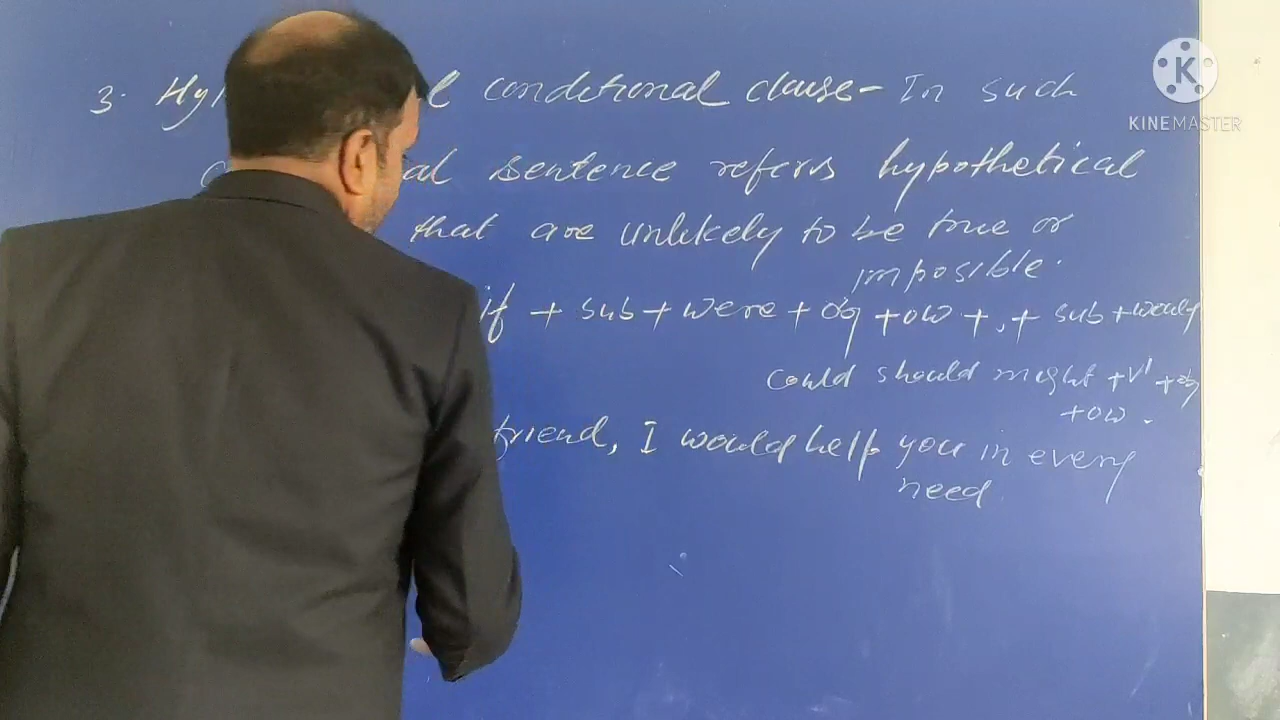 3. Hy l conditional clause - In such
al sentence refers hypothetical
that are unlikely to be true or
imposible.
if + sub + were + obj + ow + , + sub + would
could should might + V1 + obj
+ ow .
friend, I would help you in every
need
K
KINEMASTER